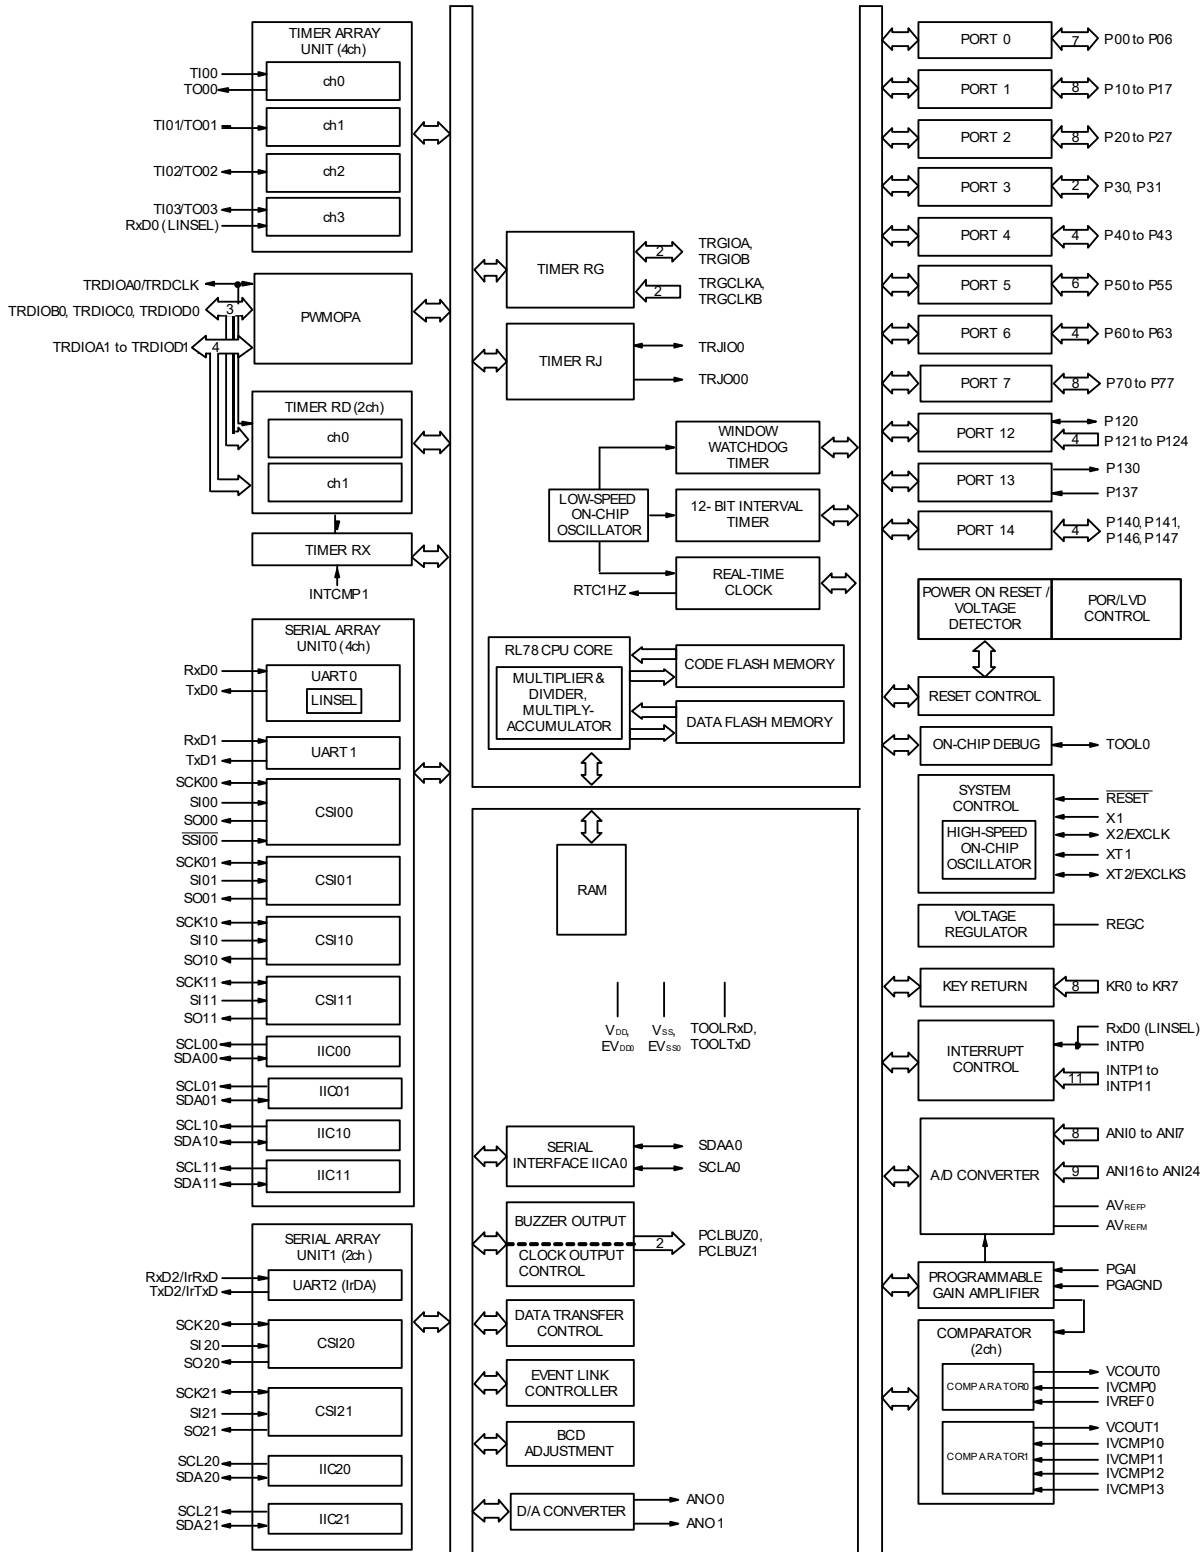 TIMER ARRAY
UNIT (4ch)
TI00
TO00
ch0
TI01/TO01
ch1
TI02/TO02
ch2
TI03/TO03
RxD0 (LINSEL)
ch3
TRDIOA0/TRDCLK
TRDIOB0, TRDIOC0, TRDIOD0
3
TRDIOA1 to TRDIOD1
4
PWMOPA
TIMER RD (2ch)
ch0
ch1
TIMER RX
INTCMP1
SERIAL ARRAY
UNIT0 (4ch)
RxD0
TxD0
UART0
LINSEL
RxD1
TxD1
UART1
SCK00
SI00
SO00
SSI00
CSI00
SCK01
SI01
SO01
CSI01
SCK10
SI10
SO10
CSI10
SCK11
SI11
SO11
CSI11
SCL00
SDA00
IIC00
SCL01
SDA01
IIC01
SCL10
SDA10
IIC10
SCL11
SDA11
IIC11
SERIAL ARRAY
UNIT1 (2ch)
RxD2/IrRxD
TxD2/IrTxD
UART2 (IrDA)
SCK20
SI20
SO20
CSI20
SCK21
SI21
SO21
CSI21
SCL20
SDA20
IIC20
SCL21
SDA21
IIC21
TIMER RG
2
TRGIOA,
TRGIOB
2
TRGCLKA,
TRGCLKB
TIMER RJ
TRJIO0
TRJO00
WINDOW
WATCHDOG
TIMER
LOW-SPEED
ON-CHIP
OSCILLATOR
12- BIT INTERVAL
TIMER
RTC1HZ
REAL-TIME
CLOCK
RL78 CPU CORE
MULTIPLIER &
DIVIDER,
MULTIPLY-
ACCUMULATOR
CODE FLASH MEMORY
DATA FLASH MEMORY
RAM
VDD,
EVDD0
VSS,
EVSS0
TOOLRxD,
TOOLTxD
SERIAL
INTERFACE IICA0
SDAA0
SCLA0
BUZZER OUTPUT
CLOCK OUTPUT
CONTROL
2
PCLBUZ0,
PCLBUZ1
DATA TRANSFER
CONTROL
EVENT LINK
CONTROLLER
BCD
ADJUSTMENT
D/A CONVERTER
ANO0
ANO1
PORT 0
7
P00 to P06
PORT 1
8
P10 to P17
PORT 2
8
P20 to P27
PORT 3
2
P30, P31
PORT 4
4
P40 to P43
PORT 5
6
P50 to P55
PORT 6
4
P60 to P63
PORT 7
8
P70 to P77
PORT 12
P120
4
P121 to P124
PORT 13
P130
P137
PORT 14
4
P140, P141,
P146, P147
POWER ON RESET /
VOLTAGE
DETECTOR
POR/LVD
CONTROL
RESET CONTROL
ON-CHIP DEBUG
TOOL0
SYSTEM
CONTROL
HIGH-SPEED
ON-CHIP
OSCILLATOR
RESET
X1
X2/EXCLK
XT1
XT2/EXCLKS
VOLTAGE
REGULATOR
REGC
KEY RETURN
8
KR0 to KR7
INTERRUPT
CONTROL
RxD0 (LINSEL)
INTP0
11
INTP1 to
INTP11
A/D CONVERTER
8
ANI0 to ANI7
9
ANI16 to ANI24
AVREFP
AVREFM
PROGRAMMABLE
GAIN AMPLIFIER
PGAI
PGAGND
COMPARATOR
(2ch)
COMPARATOR0
VCOUT0
IVCMP0
IVREF0
COMPARATOR1
VCOUT1
IVCMP10
IVCMP11
IVCMP12
IVCMP13